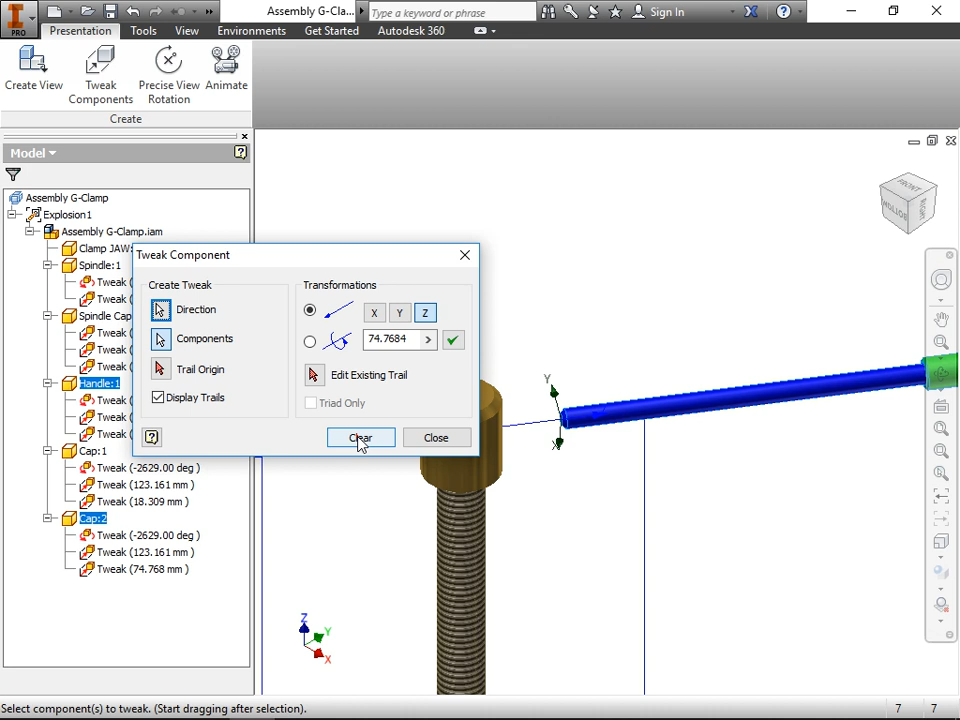 Assembly G-Cla...
Type a keyword or phrase
Sign In
PRO
Presentation Tools View Environments Get Started Autodesk 360
Create View
Tweak Components
Precise View Rotation
Animate
Create
Model
Assembly G-Clamp
Explosion1
Assembly G-Clamp.iam
Clamp JAW:
Spindle:1
Tweak (
Tweak (
Spindle Cap
Tweak (
Tweak (
Tweak (
Handle:1
Tweak (
Tweak (
Tweak (
Cap:1
Tweak (-2629.00 deg )
Tweak (123.161 mm )
Tweak (18.309 mm )
Cap:2
Tweak (-2629.00 deg )
Tweak (123.161 mm )
Tweak (74.768 mm )
Tweak Component
Create Tweak
Direction
Components
Trail Origin
Display Trails
Transformations
X Y Z
74.7684
Edit Existing Trail
Triad Only
Clear
Close
Y
X
FRONT
RIGHT
BOTTOM
Z
Y
X
Select component(s) to tweak. (Start dragging after selection).
7 7